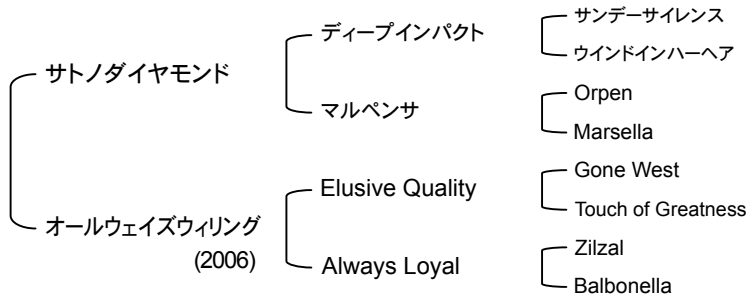 サトノダイヤモンド
ディープインパクト
サンデーサイレンス
ウインドインハーヘア
マルペンサ
Orpen
Marsella
オールウェイズウィリング
(2006)
Elusive Quality
Gone West
Touch of Greatness
Always Loyal
Zilzal
Balbonella